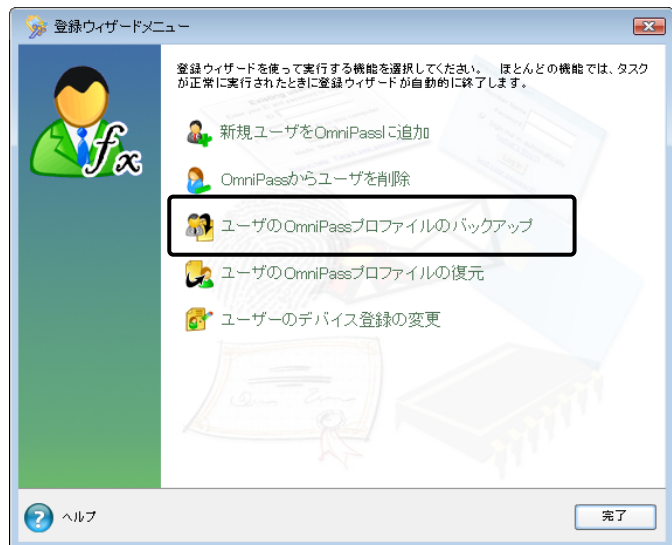 登録ウィザードメニュー
登録ウィザードを使って実行する機能を選択してください。 ほとんどの機能では、タスク
が正常に実行されたときに登録ウィザードが自動的に終了します。
新規ユーザをOmniPassに追加
OmniPassからユーザを削除
ユーザのOmniPassプロファイルのバックアップ
ユーザのOmniPassプロファイルの復元
ユーザーのデバイス登録の変更
ヘルプ
完了